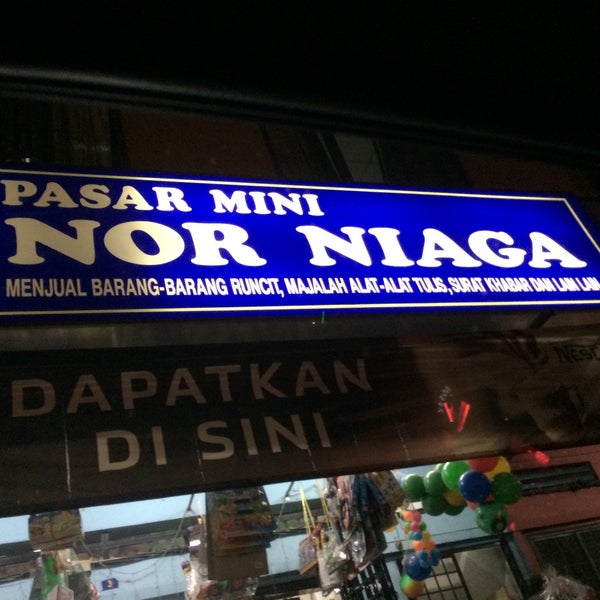 PASAR MINI
NOR NIAGA
MENJUAL BARANG-BARANG RUNCIT, MAJALAH ALAT-ALAT TULIS, SURAT KHABAR DAN LAIN LAIN
DAPATKAN
DI SINI